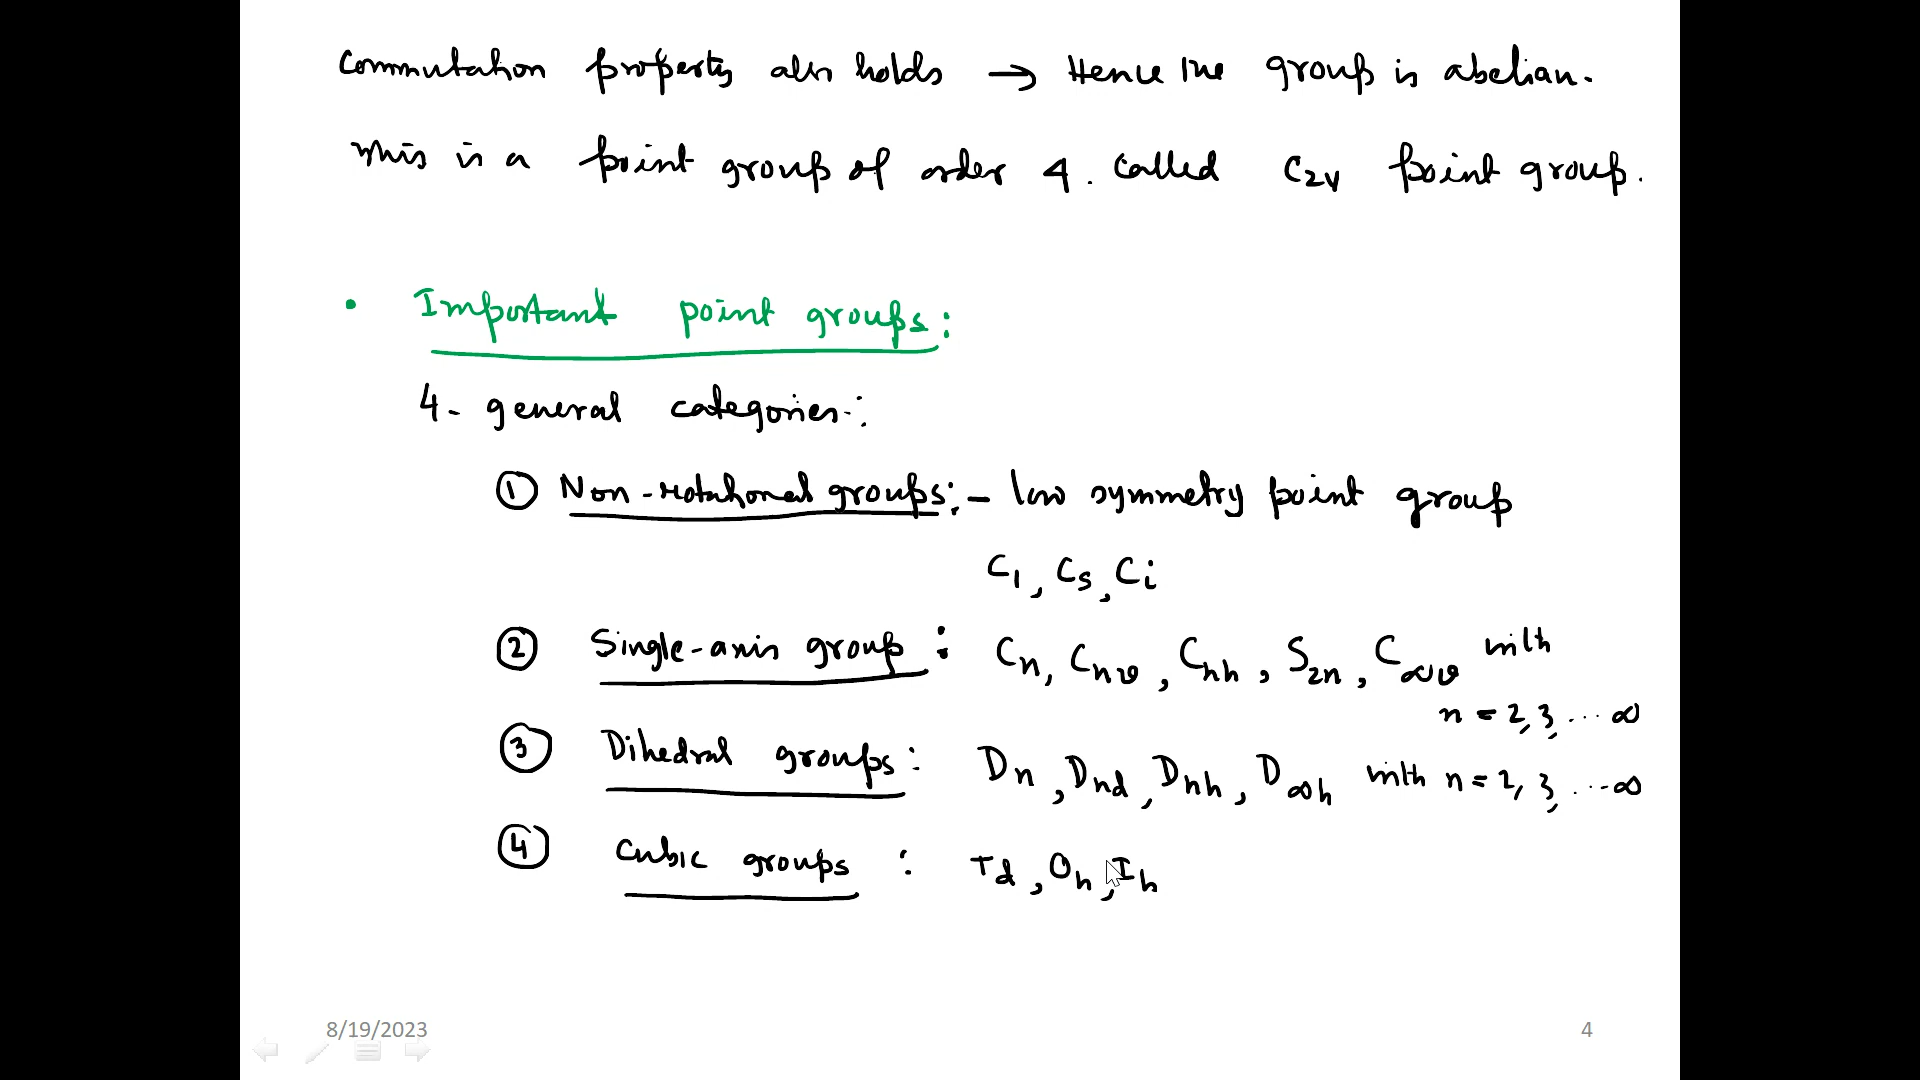 Commutation property also holds → Hence the group is abelian.
This is a point group of order 4. Called C2v point group.
• Important point groups:
4- general categories:
① Non-rotational groups:- low symmetry point group
C1, Cs, Ci
② Single-axis group: Cn, Cnv, Cnh, S2n, C∞v with
n = 2, 3, ... ∞
③ Dihedral groups: Dn, Dnd, Dnh, D∞h with n = 2, 3, ... ∞
④ Cubic groups: Td, Oh, Ih
8/19/2023
4